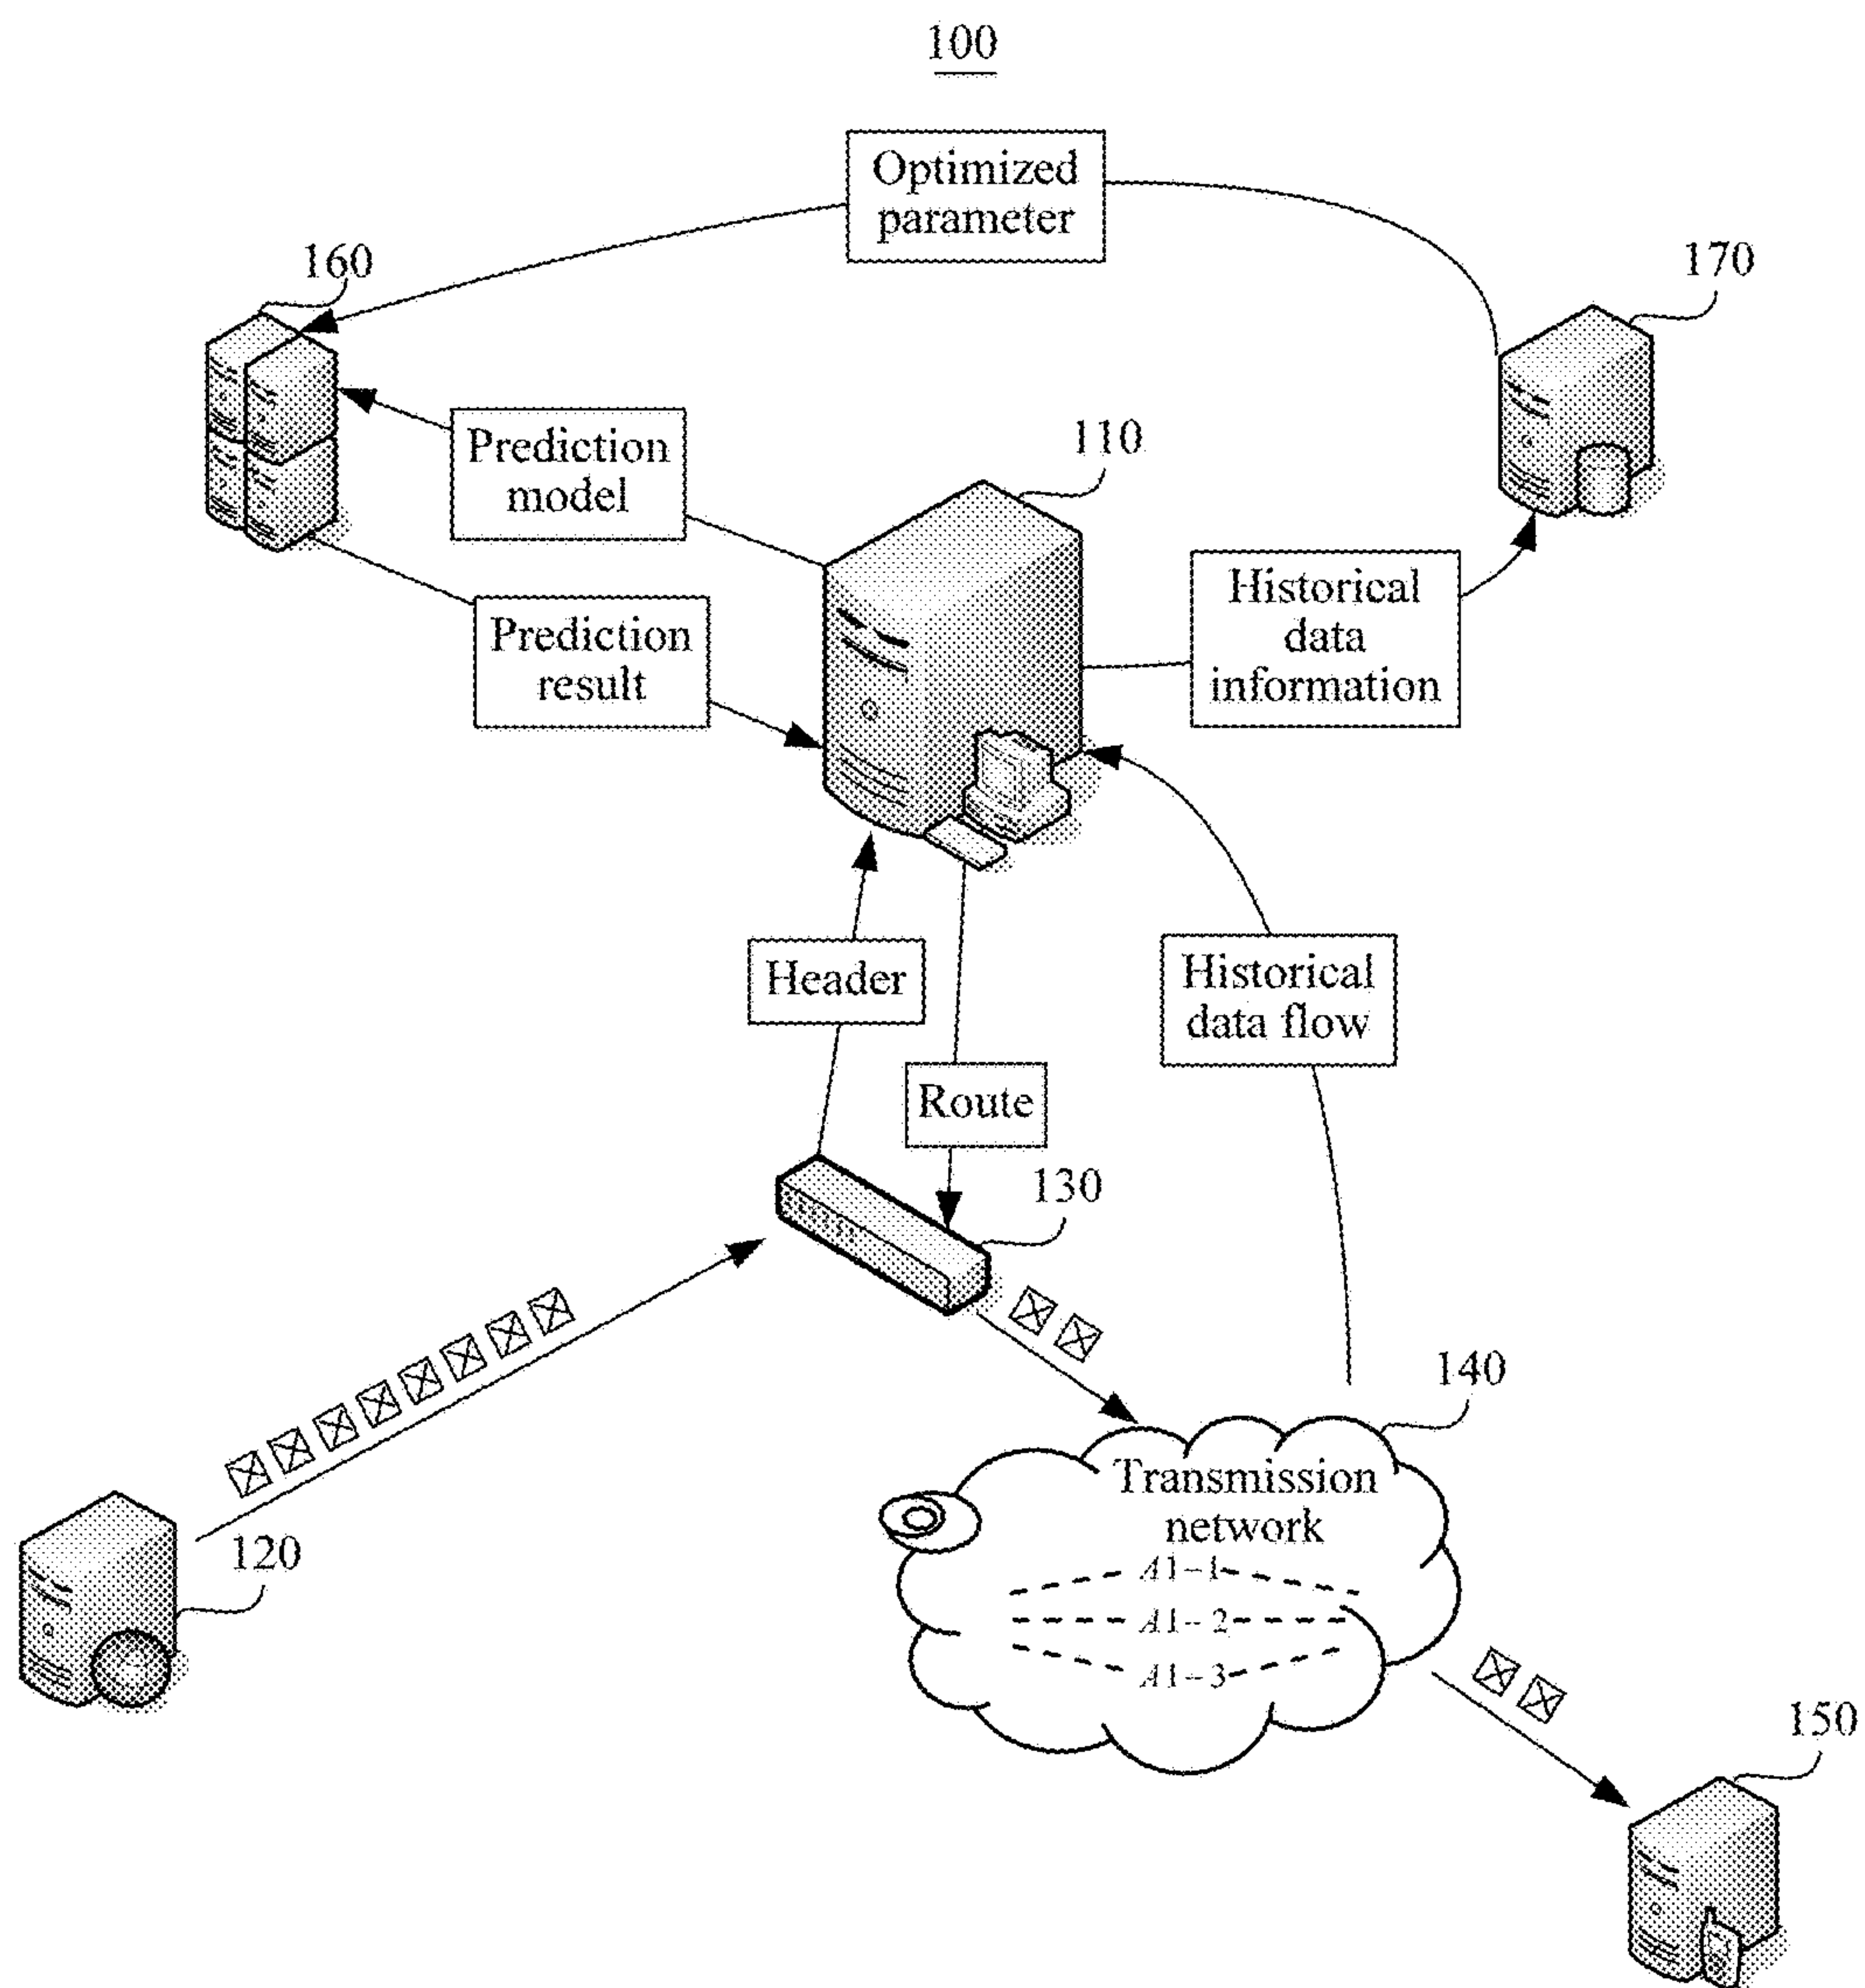 100
Optimized
parameter
160
170
110
Prediction
model
Historical
data
information
Prediction
result
Header
Historical
data flow
Route
130
140
Transmission
network
A1-1
A1-2
A1-3
120
150